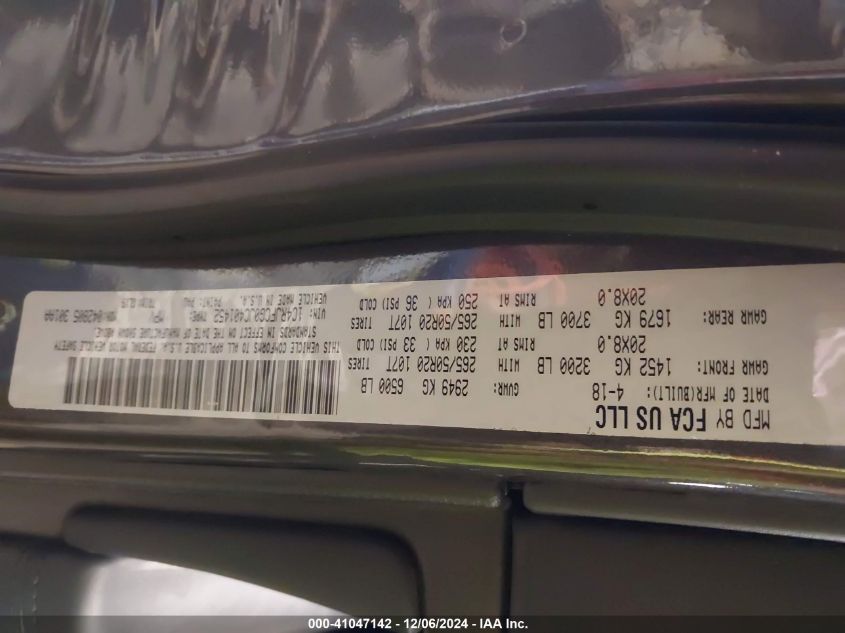 MFD BY FCA US LLC
DATE OF MFR(BUILT): 4-18 GVWR: 2949 KG 6500 LB
GAWR FRONT: 1452 KG 3200 LB WITH 265/50R20 107T TIRES
20X8.0 RIMS AT 230 KPA ( 33 PSI) COLD
GAWR REAR: 1679 KG 3700 LB WITH 265/50R20 107T TIRES
20X8.0 RIMS AT 250 KPA ( 36 PSI) COLD
THIS VEHICLE CONFORMS TO ALL APPLICABLE U.S.A. FEDERAL MOTOR VEHICLE SAFETY
STANDARDS IN EFFECT ON THE DATE OF MANUFACTURE SHOWN ABOVE.
VIN: 1C4RJFCG0JC401452 TYPE: MPV
VEHICLE MADE IN U.S.A. PAINT:
000-41047142 - 12/06/2024 - IAA Inc.